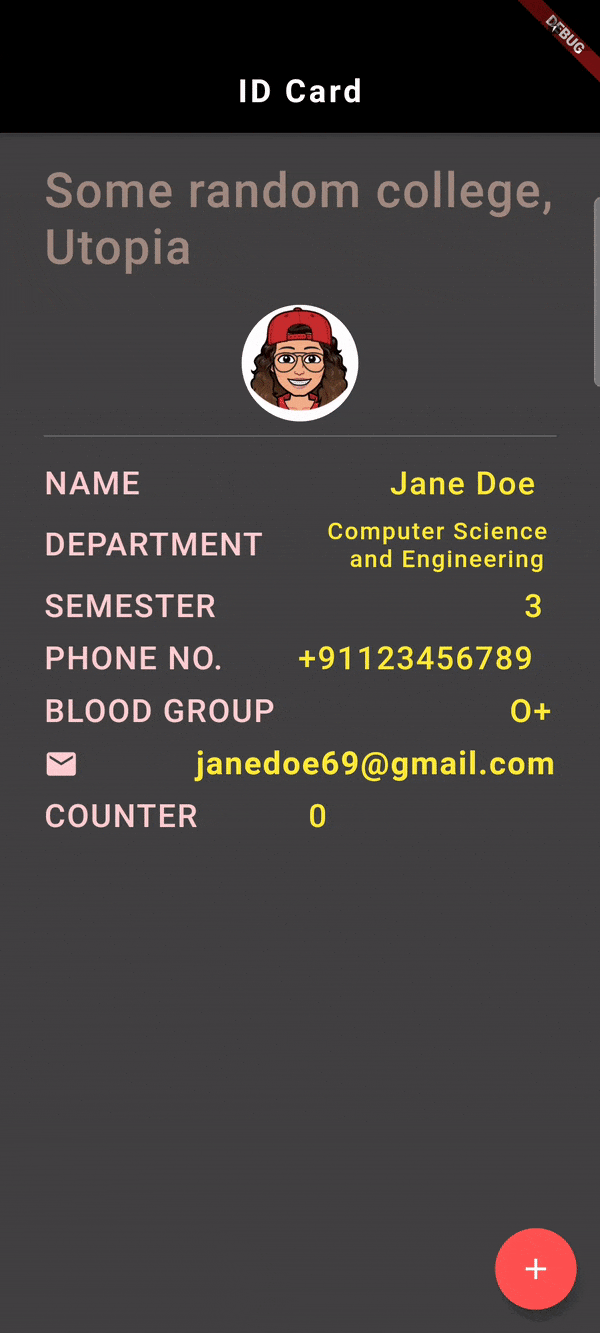 DEBUG
ID Card
Some random college,
Utopia
NAME Jane Doe
DEPARTMENT Computer Science
and Engineering
SEMESTER 3
PHONE NO. +91123456789
BLOOD GROUP O+
janedoe69@gmail.com
COUNTER 0
+